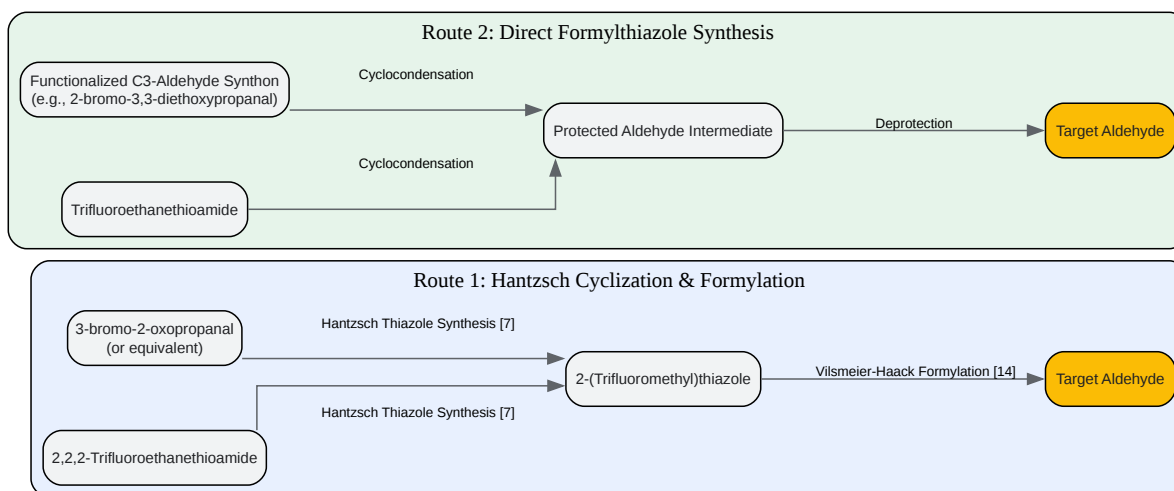 Route 2: Direct Formylthiazole Synthesis
Functionalized C3-Aldehyde Synthon
(e.g., 2-bromo-3,3-diethoxypropanal)
Cyclocondensation
Protected Aldehyde Intermediate
Deprotection
Target Aldehyde
Cyclocondensation
Trifluoroethanethioamide
Route 1: Hantzsch Cyclization & Formylation
3-bromo-2-oxopropanal
(or equivalent)
Hantzsch Thiazole Synthesis [7]
2-(Trifluoromethyl)thiazole
Vilsmeier-Haack Formylation [14]
Target Aldehyde
Hantzsch Thiazole Synthesis [7]
2,2,2-Trifluoroethanethioamide